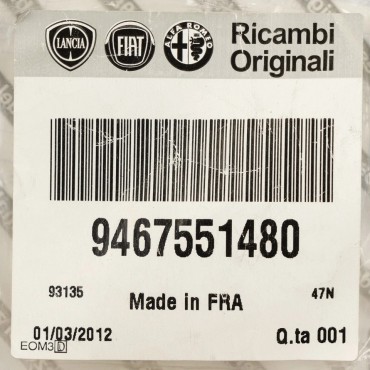 LANCIA FIAT ALFA ROMEO Ricambi
Originali
9467551480
93135 Made in FRA 47N
01/03/2012 Q.ta 001
EOM3D